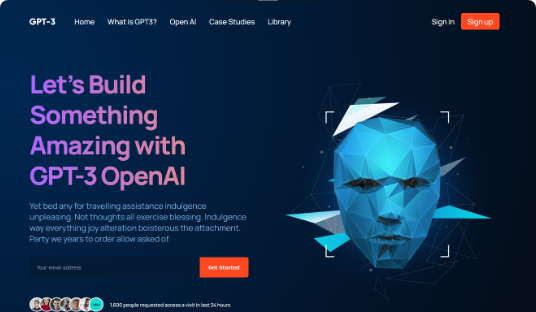 GPT-3 Home What is GPT3? Open AI Case Studies Library Sign in Sign up
Let's Build
Something
Amazing with
GPT-3 OpenAI
Yet bed any for travelling assistance indulgence
unpleasing. Not thoughts all exercise blessing. Indulgence
way everything joy alteration boisterous the attachment.
Party we years to order allow asked of.
Your email address Get Started
1,600 people requested access a visit in last 24 hours